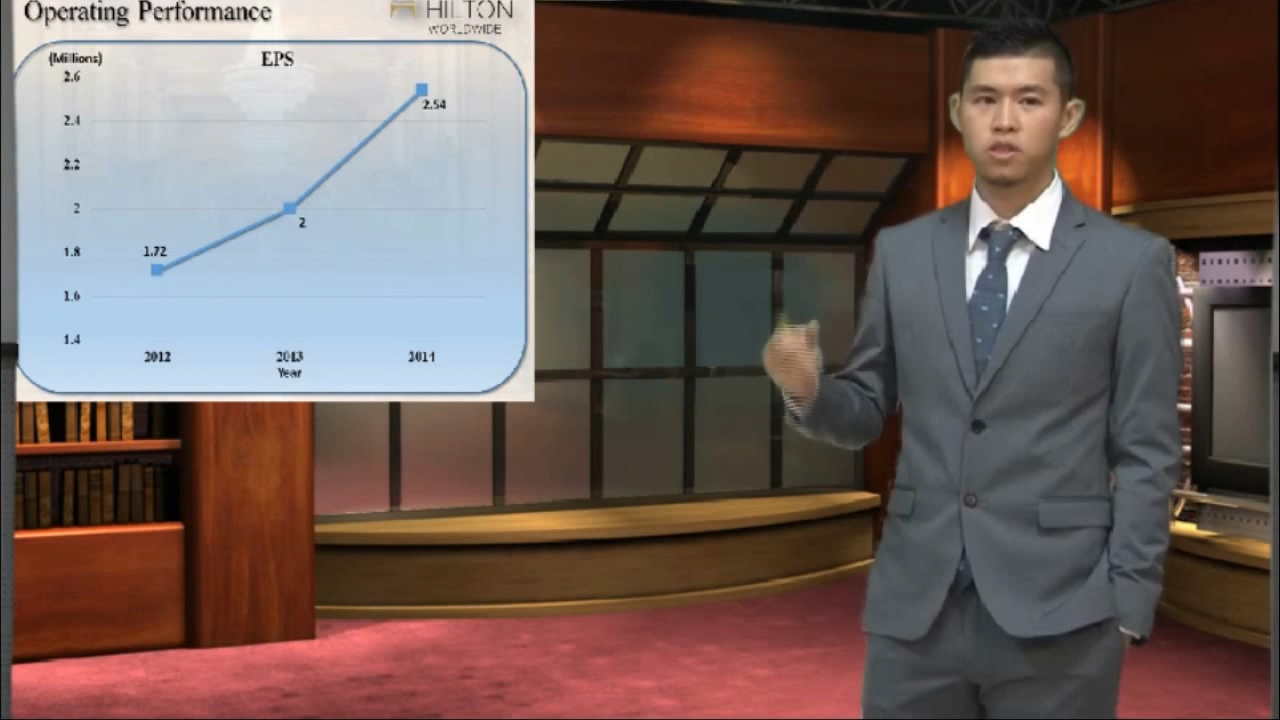 Operating Performance
HILTON
WORLDWIDE
(Millions)
EPS
2.6
2.54
2.4
2.2
2
2
1.8
1.72
1.6
1.4
2012
2013
2014
Year